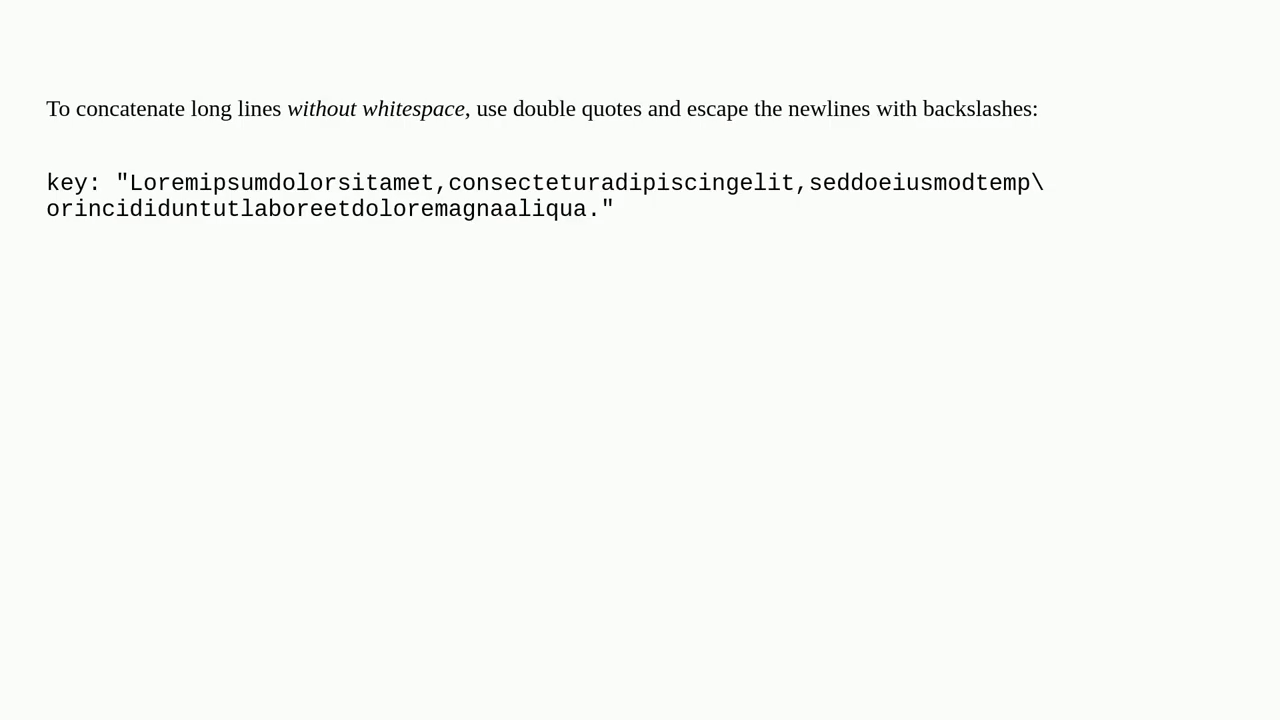 To concatenate long lines without whitespace, use double quotes and escape the newlines with backslashes:
key: "Loremipsumdolorsitamet,consecteturadipiscingelit,seddoeiusmodtemp\
orincididuntutlaboreetdoloremagnaaliqua."